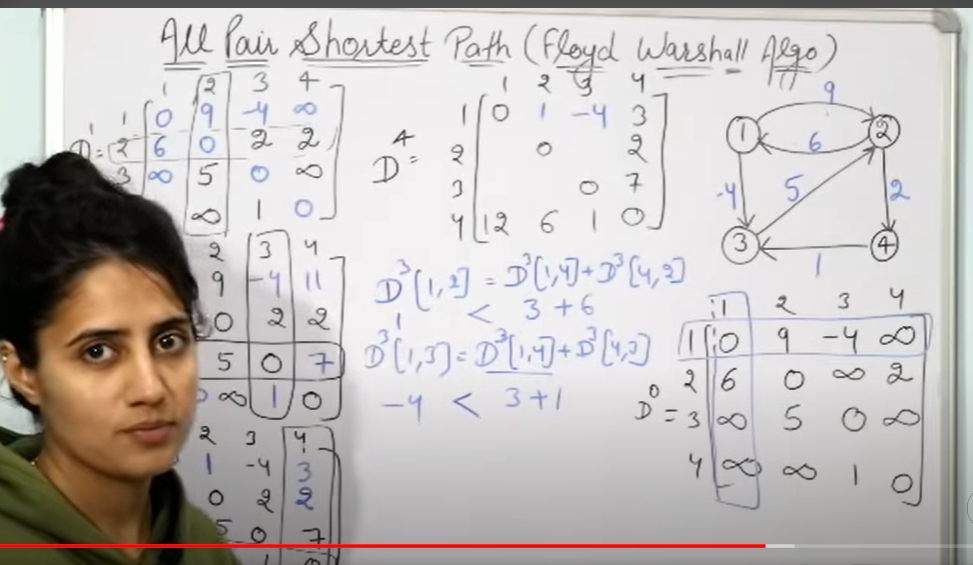 All Pair Shortest Path (Floyd Warshall Algo)
1 2 3 4
D¹= 1 0 9 -4 ∞
2 6 0 2 2
3 ∞ 5 0 ∞
∞ 1 0
2 3 4
9 -4 11
0 2 2
5 0 7
∞ 1 0
2 3 4
1 -4 3
0 2 2
5 0 7
1 2 3 4
1 0 1 -4 3
D⁴= 2 0 2
3 0 7
4 12 6 1 0
D³[1,2] = D³[1,4]+D³[4,2]
1 < 3+6
D³[1,3] = D³[1,4]+D³[4,3]
-4 < 3+1
9
1 2
6
-4 5 2
3 4
1
1 2 3 4
1 0 9 -4 ∞
2 6 0 ∞ 2
D⁰= 3 ∞ 5 0 ∞
4 ∞ ∞ 1 0